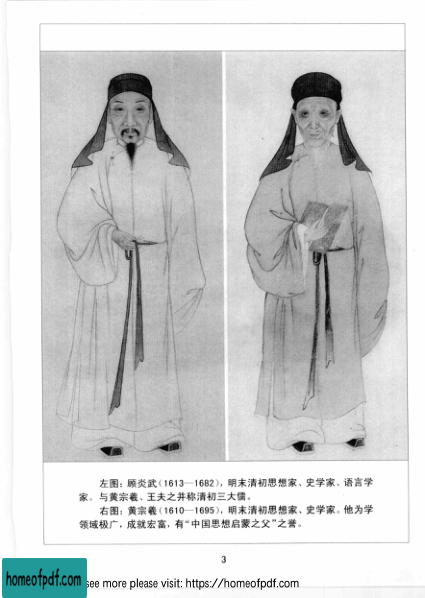 左图：顾炎武(1613—1682)，明末清初思想家、史学家、语言学
家。与黄宗羲、王夫之并称清初三大儒。
右图：黄宗羲(1610—1695)，明末清初思想家、史学家。他为学
领域极广，成就宏富，有“中国思想启蒙之父”之誉。
3
homeofpdf.com
see more please visit: https://homeofpdf.com